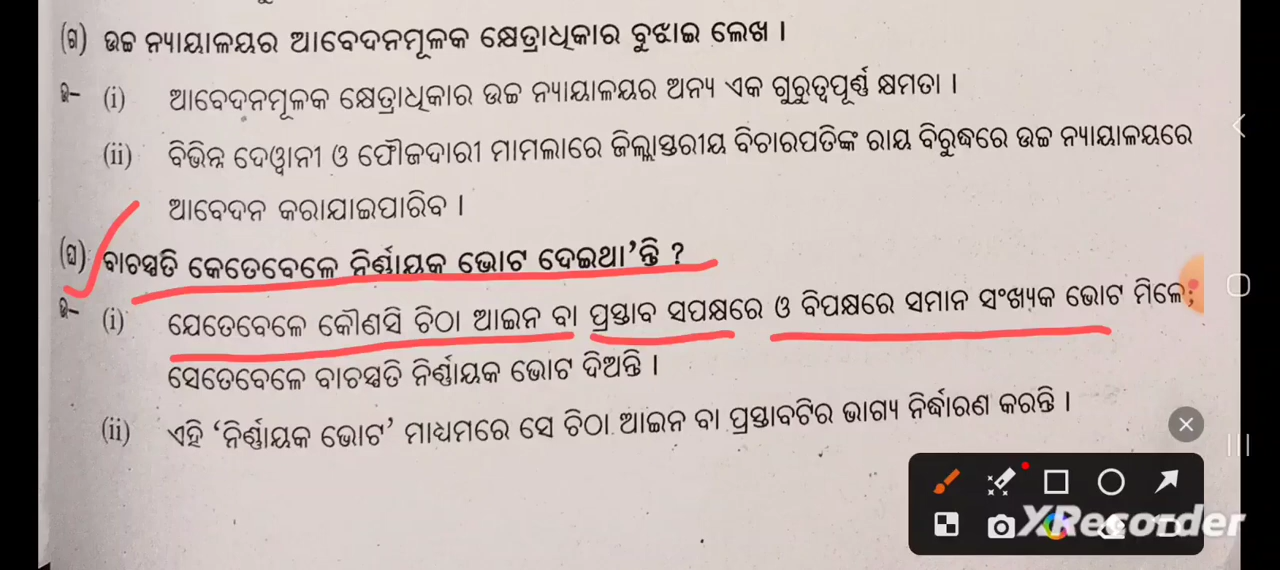 (ଗ) ଉଚ୍ଚ ନ୍ୟାୟାଳୟର ଆବେଦନମୂଳକ କ୍ଷେତ୍ରାଧିକାର ବୁଝାଇ ଲେଖ ।
ଉ– (i) ଆବେଦନମୂଳକ କ୍ଷେତ୍ରାଧିକାର ଉଚ୍ଚ ନ୍ୟାୟାଳୟର ଅନ୍ୟ ଏକ ଗୁରୁତ୍ୱପୂର୍ଣ୍ଣ କ୍ଷମତା ।
(ii) ବିଭିନ୍ନ ଦେୱାନୀ ଓ ଫୌଜଦାରୀ ମାମଲାରେ ଜିଲ୍ଲାସ୍ତରୀୟ ବିଚାରପତିଙ୍କ ରାୟ ବିରୁଦ୍ଧରେ ଉଚ୍ଚ ନ୍ୟାୟାଳୟରେ
ଆବେଦନ କରାଯାଇପାରିବ ।
(ଘ) ବାଚସ୍ପତି କେତେବେଳେ ନିର୍ଣ୍ଣାୟକ ଭୋଟ ଦେଇଥା’ନ୍ତି ?
ଉ– (i) ଯେତେବେଳେ କୌଣସି ଚିଠା ଆଇନ ବା ପ୍ରସ୍ତାବ ସପକ୍ଷରେ ଓ ବିପକ୍ଷରେ ସମାନ ସଂଖ୍ୟକ ଭୋଟ ମିଳେ;
ସେତେବେଳେ ବାଚସ୍ପତି ନିର୍ଣ୍ଣାୟକ ଭୋଟ ଦିଅନ୍ତି ।
(ii) ଏହି ‘ନିର୍ଣ୍ଣାୟକ ଭୋଟ’ ମାଧ୍ୟମରେ ସେ ଚିଠା ଆଇନ ବା ପ୍ରସ୍ତାବଟିର ଭାଗ୍ୟ ନିର୍ଦ୍ଧାରଣ କରନ୍ତି ।
XRecorder